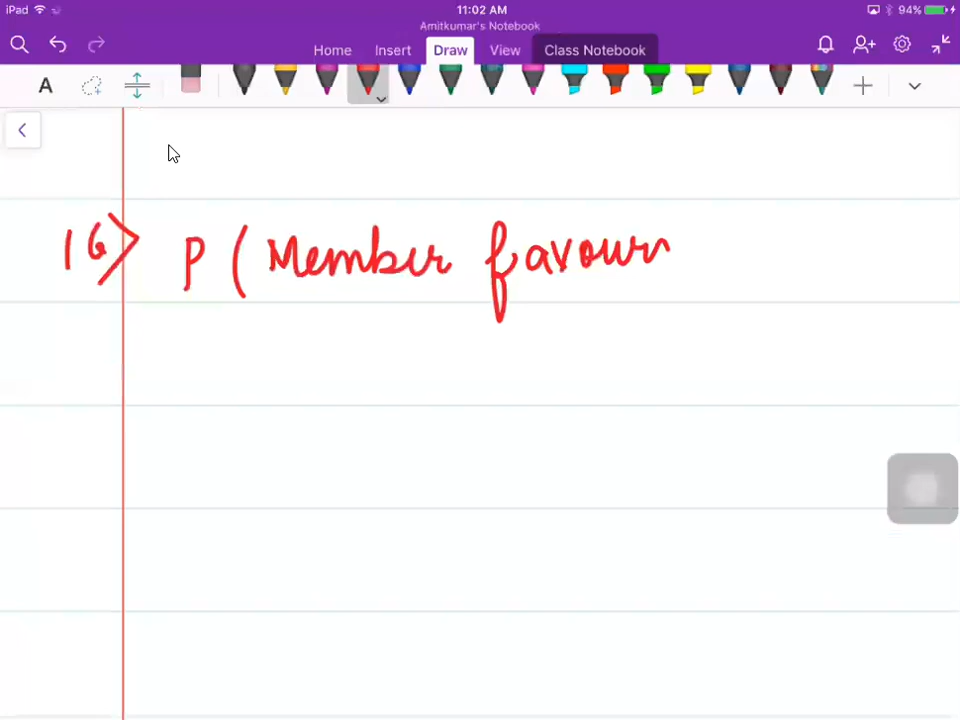 iPad 11:02 AM 94%
Amitkumar's Notebook
Home Insert Draw View Class Notebook
A
16) P ( Member favour